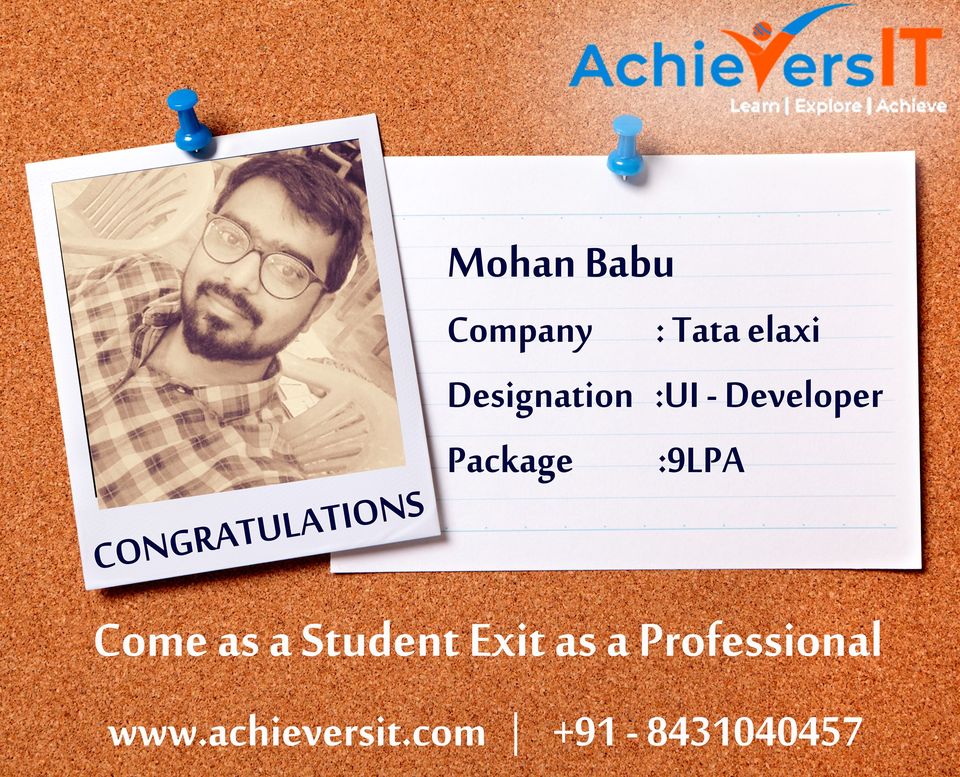 AchieversIT
Learn | Explore | Achieve
Mohan Babu
Company : Tata elaxi
Designation :UI - Developer
Package :9LPA
CONGRATULATIONS
Come as a Student Exit as a Professional
www.achieversit.com | +91 - 8431040457